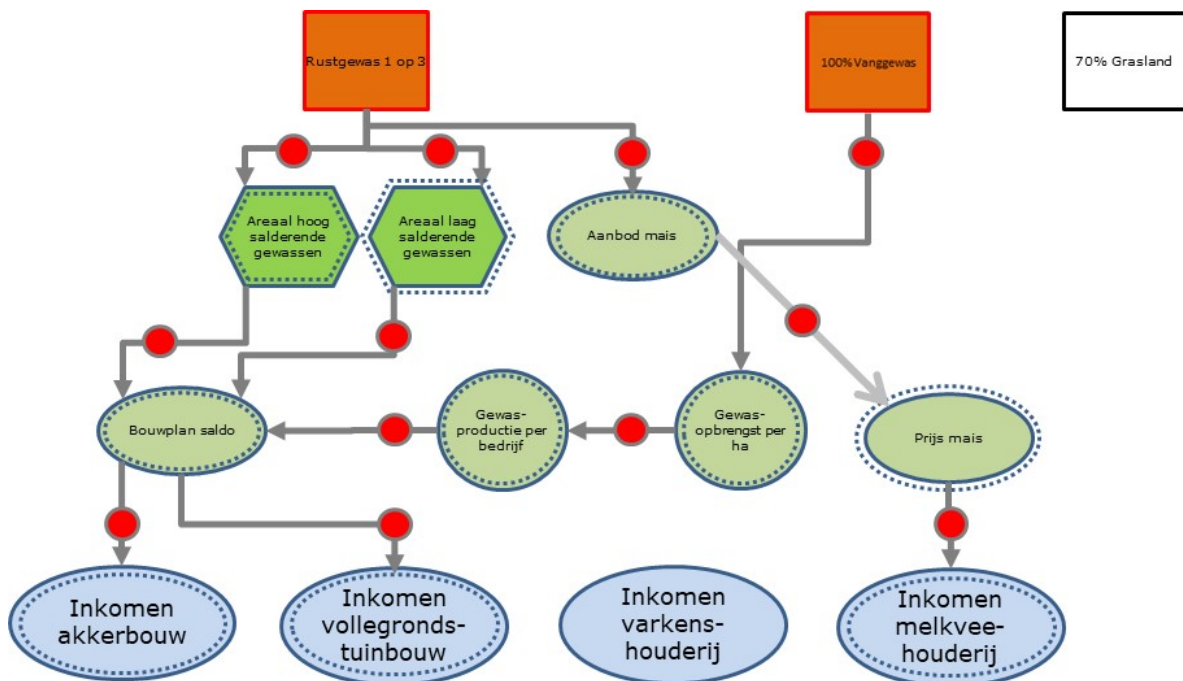 Rustgewas 1 op 3
100% Vanggewas
70% Grasland
Areaal hoog
salderende
gewassen
Areaal laag
salderende
gewassen
Aanbod mais
Bouwplan saldo
Gewas-
productie per
bedrijf
Gewas-
opbrengst per
ha
Prijs mais
Inkomen
akkerbouw
Inkomen
vollegronds-
tuinbouw
Inkomen
varkens-
houderij
Inkomen
melkvee-
houderij